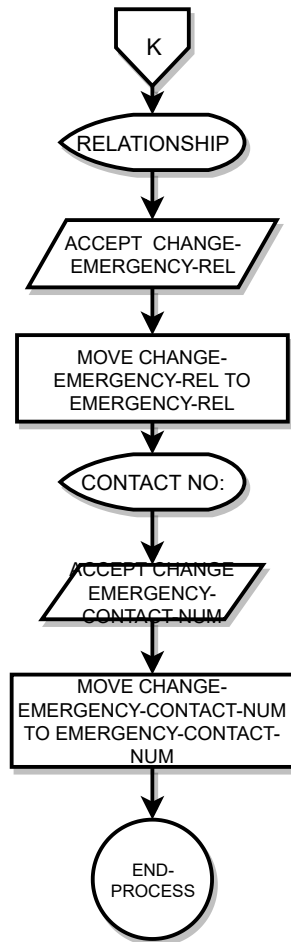 K
RELATIONSHIP
ACCEPT CHANGE-
EMERGENCY-REL
MOVE CHANGE-
EMERGENCY-REL TO
EMERGENCY-REL
CONTACT NO:
ACCEPT CHANGE
EMERGENCY-
CONTACT-NUM
MOVE CHANGE-
EMERGENCY-CONTACT-NUM
TO EMERGENCY-CONTACT-
NUM
END-
PROCESS